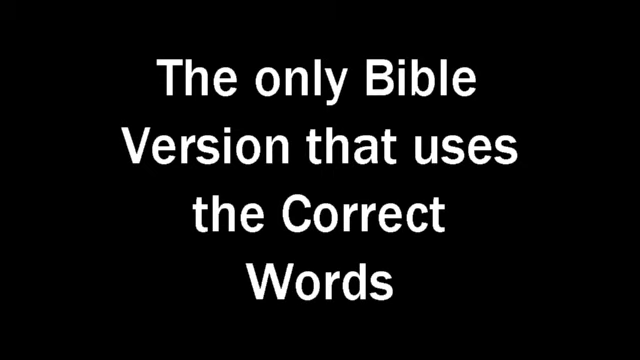 The only Bible
Version that uses
the Correct
Words